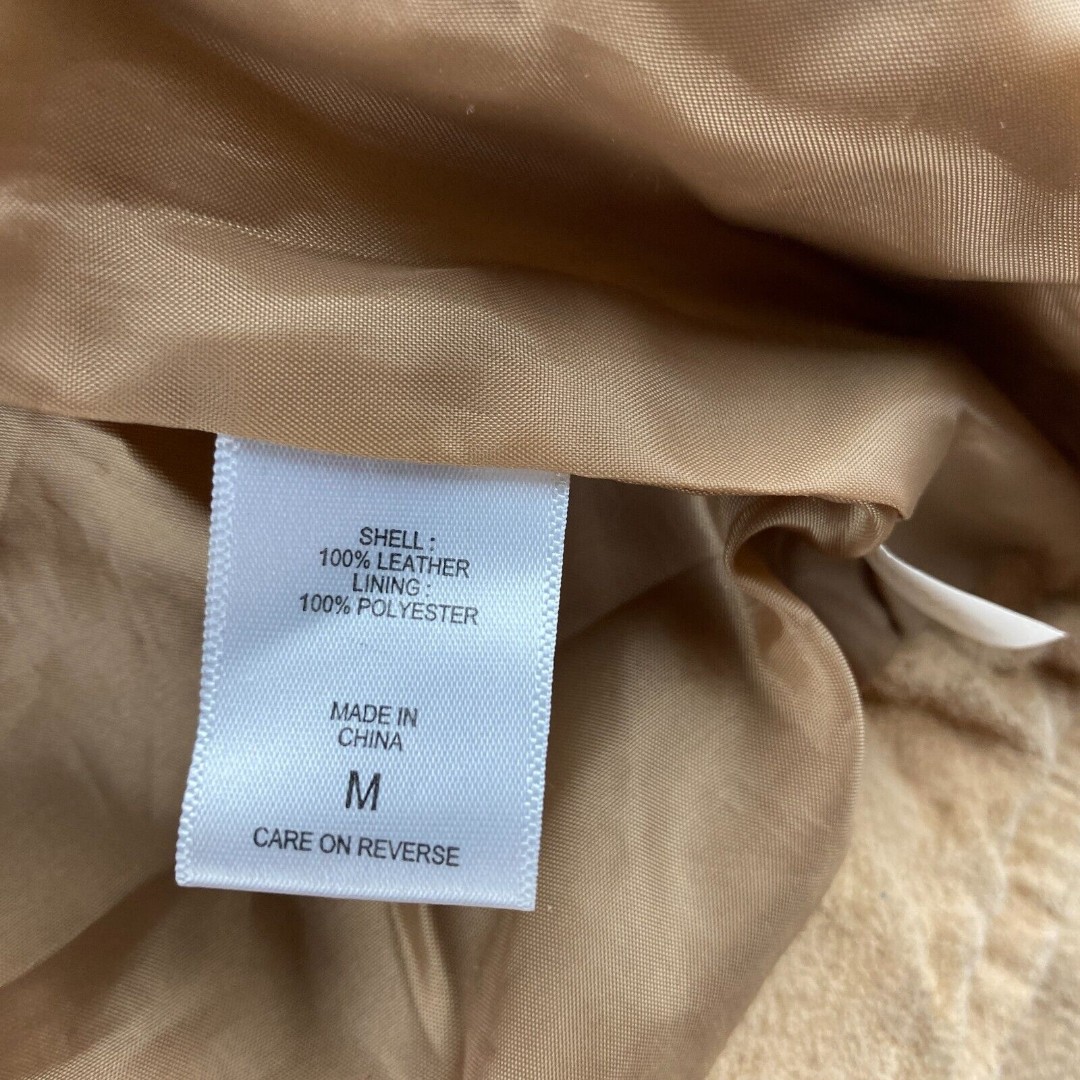 SHELL :
100% LEATHER
LINING :
100% POLYESTER
MADE IN
CHINA
M
CARE ON REVERSE